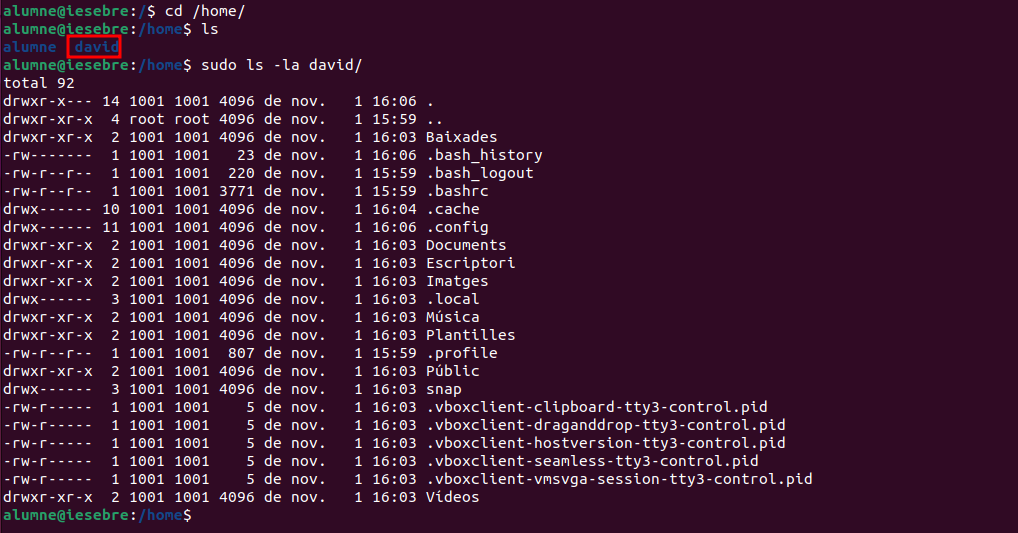 alumne@iesebre:/$ cd /home/
alumne@iesebre:/home$ ls
alumne  david
alumne@iesebre:/home$ sudo ls -la david/
total 92
drwxr-x--- 14 1001 1001 4096 de nov.   1 16:06 .
drwxr-xr-x  4 root root 4096 de nov.   1 15:59 ..
drwxr-xr-x  2 1001 1001 4096 de nov.   1 16:03 Baixades
-rw-------  1 1001 1001   23 de nov.   1 16:06 .bash_history
-rw-r--r--  1 1001 1001  220 de nov.   1 15:59 .bash_logout
-rw-r--r--  1 1001 1001 3771 de nov.   1 15:59 .bashrc
drwx------ 10 1001 1001 4096 de nov.   1 16:04 .cache
drwx------ 11 1001 1001 4096 de nov.   1 16:06 .config
drwxr-xr-x  2 1001 1001 4096 de nov.   1 16:03 Documents
drwxr-xr-x  2 1001 1001 4096 de nov.   1 16:03 Escriptori
drwxr-xr-x  2 1001 1001 4096 de nov.   1 16:03 Imatges
drwx------  3 1001 1001 4096 de nov.   1 16:03 .local
drwxr-xr-x  2 1001 1001 4096 de nov.   1 16:03 Música
drwxr-xr-x  2 1001 1001 4096 de nov.   1 16:03 Plantilles
-rw-r--r--  1 1001 1001  807 de nov.   1 15:59 .profile
drwxr-xr-x  2 1001 1001 4096 de nov.   1 16:03 Públic
drwx------  3 1001 1001 4096 de nov.   1 16:03 snap
-rw-r-----  1 1001 1001    5 de nov.   1 16:03 .vboxclient-clipboard-tty3-control.pid
-rw-r-----  1 1001 1001    5 de nov.   1 16:03 .vboxclient-draganddrop-tty3-control.pid
-rw-r-----  1 1001 1001    5 de nov.   1 16:03 .vboxclient-hostversion-tty3-control.pid
-rw-r-----  1 1001 1001    5 de nov.   1 16:03 .vboxclient-seamless-tty3-control.pid
-rw-r-----  1 1001 1001    5 de nov.   1 16:03 .vboxclient-vmsvga-session-tty3-control.pid
drwxr-xr-x  2 1001 1001 4096 de nov.   1 16:03 Vídeos
alumne@iesebre:/home$